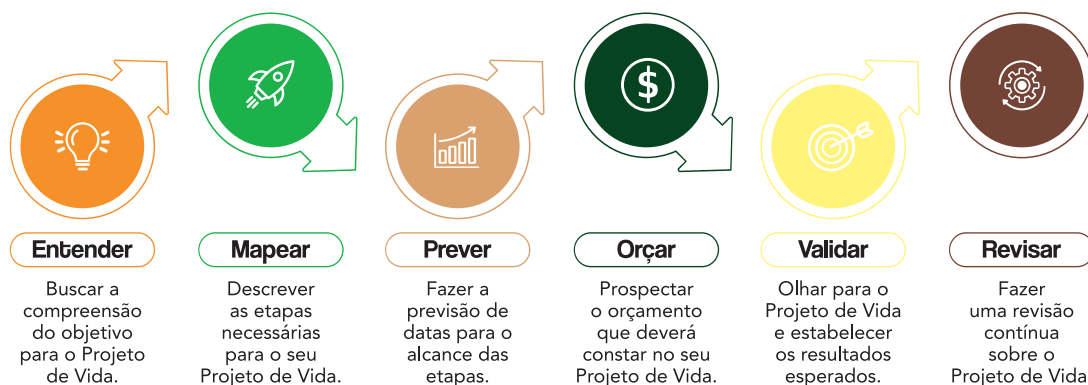 $
Entender
Buscar a
compreensão
do objetivo
para o Projeto
de Vida.
Mapear
Descrever
as etapas
necessárias
para o seu
Projeto de Vida.
Prever
Fazer a
previsão de
datas para o
alcance das
etapas.
Orçar
Prospectar
o orçamento
que deverá
constar no seu
Projeto de Vida.
Validar
Olhar para o
Projeto de Vida
e estabelecer
os resultados
esperados.
Revisar
Fazer
uma revisão
contínua
sobre o
Projeto de Vida